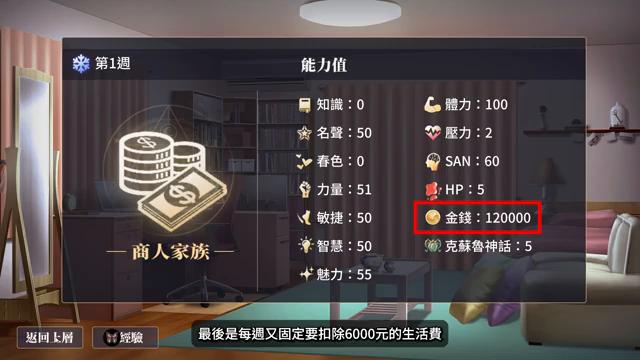 第1週
能力值
知識：0
體力：100
名聲：50
壓力：2
春色：0
SAN：60
力量：51
HP：5
敏捷：50
金錢：120000
智慧：50
克蘇魯神話：5
魅力：55
商人家族
返回上層
經驗
最後是每週又固定要扣除6000元的生活費